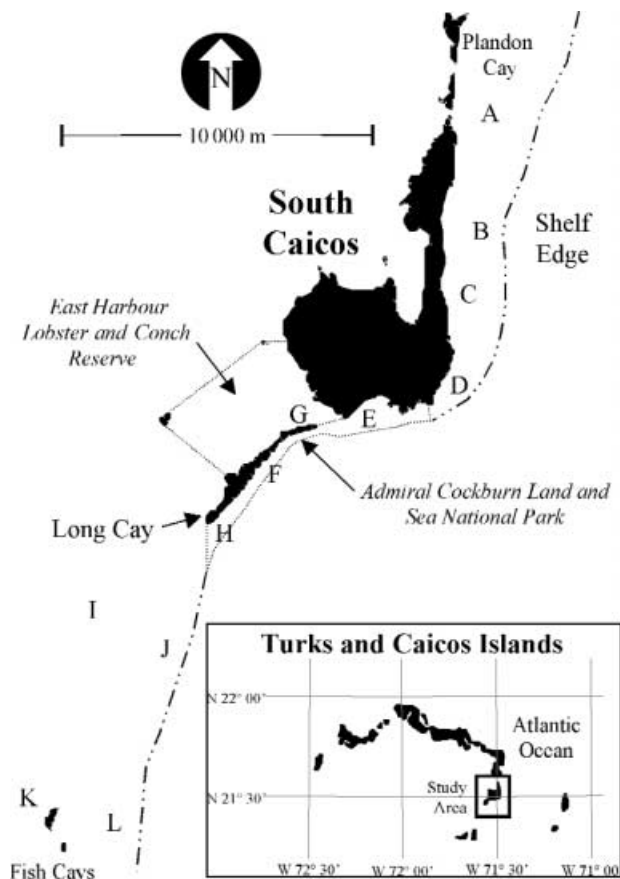 Plandon
Cay
N
10 000 m
A
South
Caicos
B
Shelf
Edge
C
East Harbour
Lobster and Conch
Reserve
D
G
E
F
Admiral Cockburn Land and
Sea National Park
Long Cay
H
I
J
K
L
Fish Cays
Turks and Caicos Islands
N 22° 00'
Atlantic
Ocean
Study
Area
N 21° 30'
W 72° 30'
W 72° 00'
W 71° 30'
W 71° 00'